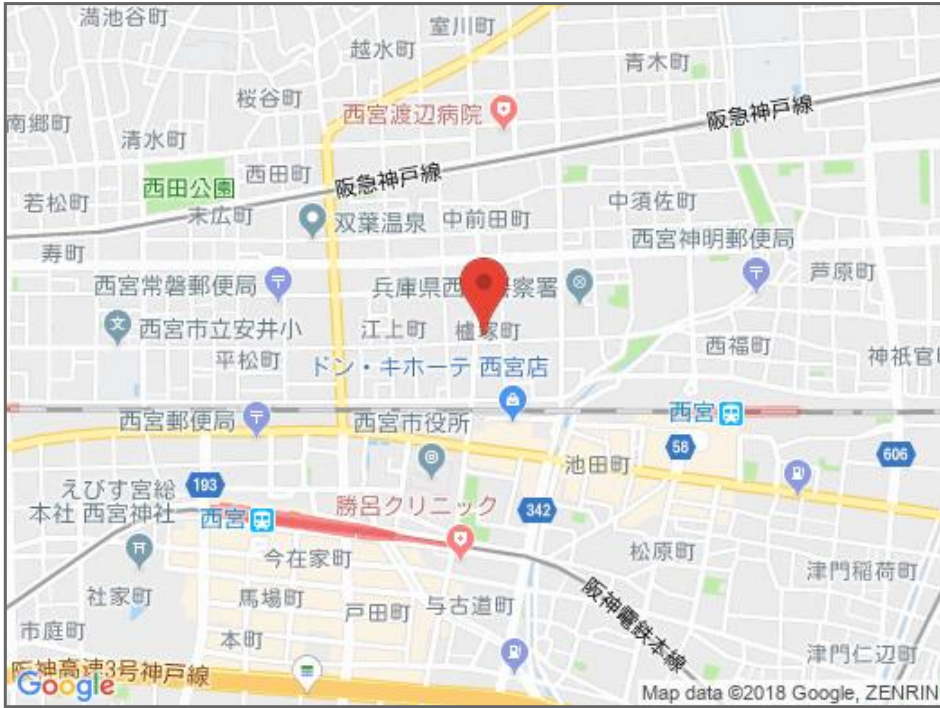 満池谷町
室川町
越水町
青木町
桜谷町
西宮渡辺病院
阪急神戸線
南郷町
清水町
西田公園
西田町
阪急神戸線
若松町
末広町
双葉温泉
中前田町
中須佐町
寿町
西宮神明郵便局
西宮常磐郵便局
兵庫県西
察署
芦原町
西宮市立安井小
江上町
櫨塚町
平松町
西福町
神祇官
ドン・キホーテ 西宮店
西宮郵便局
西宮市役所
西宮
58
606
池田町
193
えびす宮総
本社 西宮神社
西宮
勝呂クリニック
342
今在家町
松原町
津門稲荷町
社家町
馬場町
戸田町
与古道町
阪神電鉄本線
市庭町
本町
津門仁辺町
阪神高速3号神戸線
Google
Map data ©2018 Google, ZENRIN